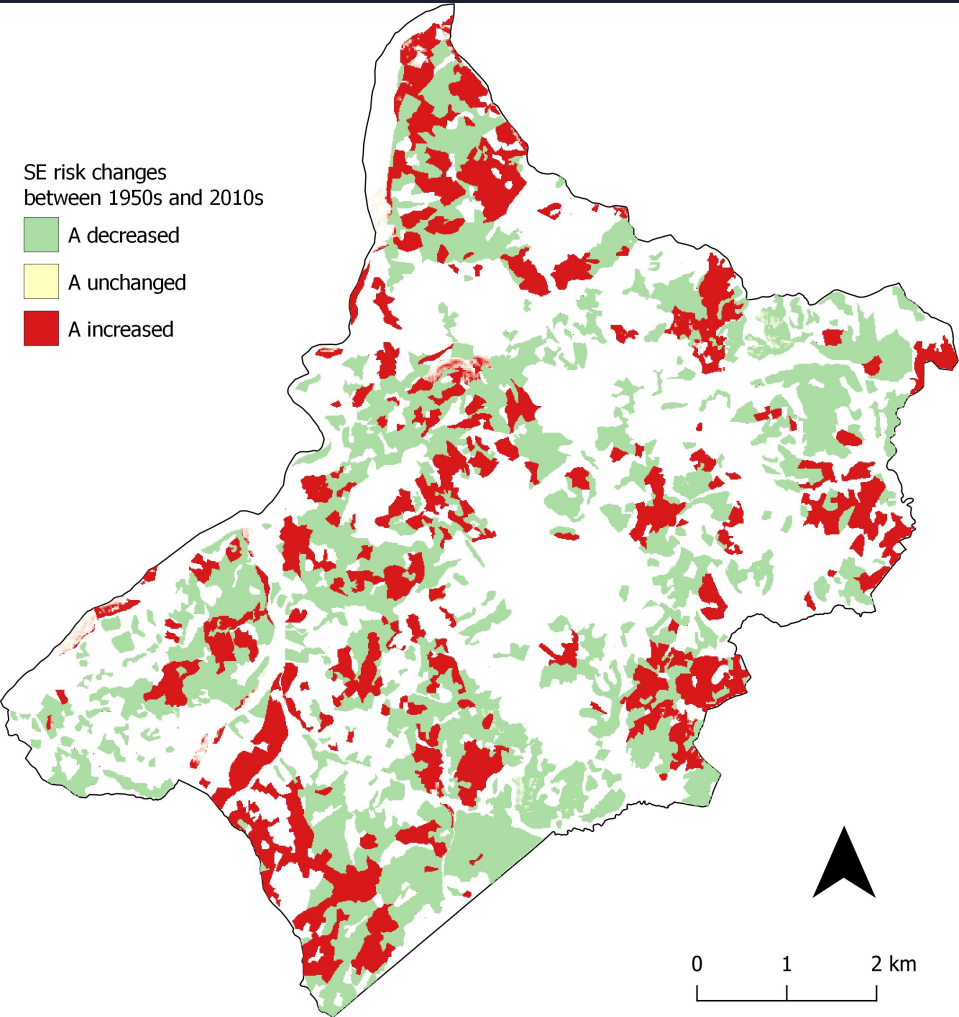 SE risk changes
between 1950s and 2010s
A decreased
A unchanged
A increased
0 1 2 km